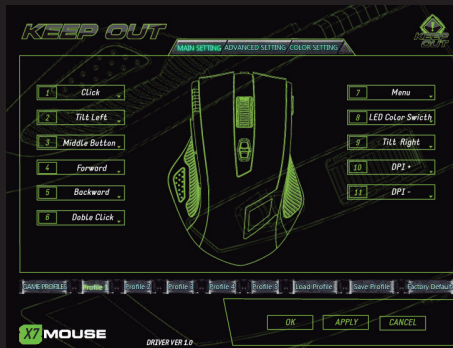 KEEP OUT
KEEP
OUT
MAIN SETTING ADVANCED SETTING COLOR SETTING
1 Click
2 Tilt Left
3 Middle Button
4 Forward
5 Backward
6 Doble Click
7 Menu
8 LED Color Swicth
9 Tilt Right
10 DPI +
11 DPI -
GAME PROFILES Profile 1 Profile 2 Profile 3 Profile 4 Profile 5 Load Profile Save Profile Factory Default
OK APPLY CANCEL
X7 MOUSE
DRIVER VER 1.0